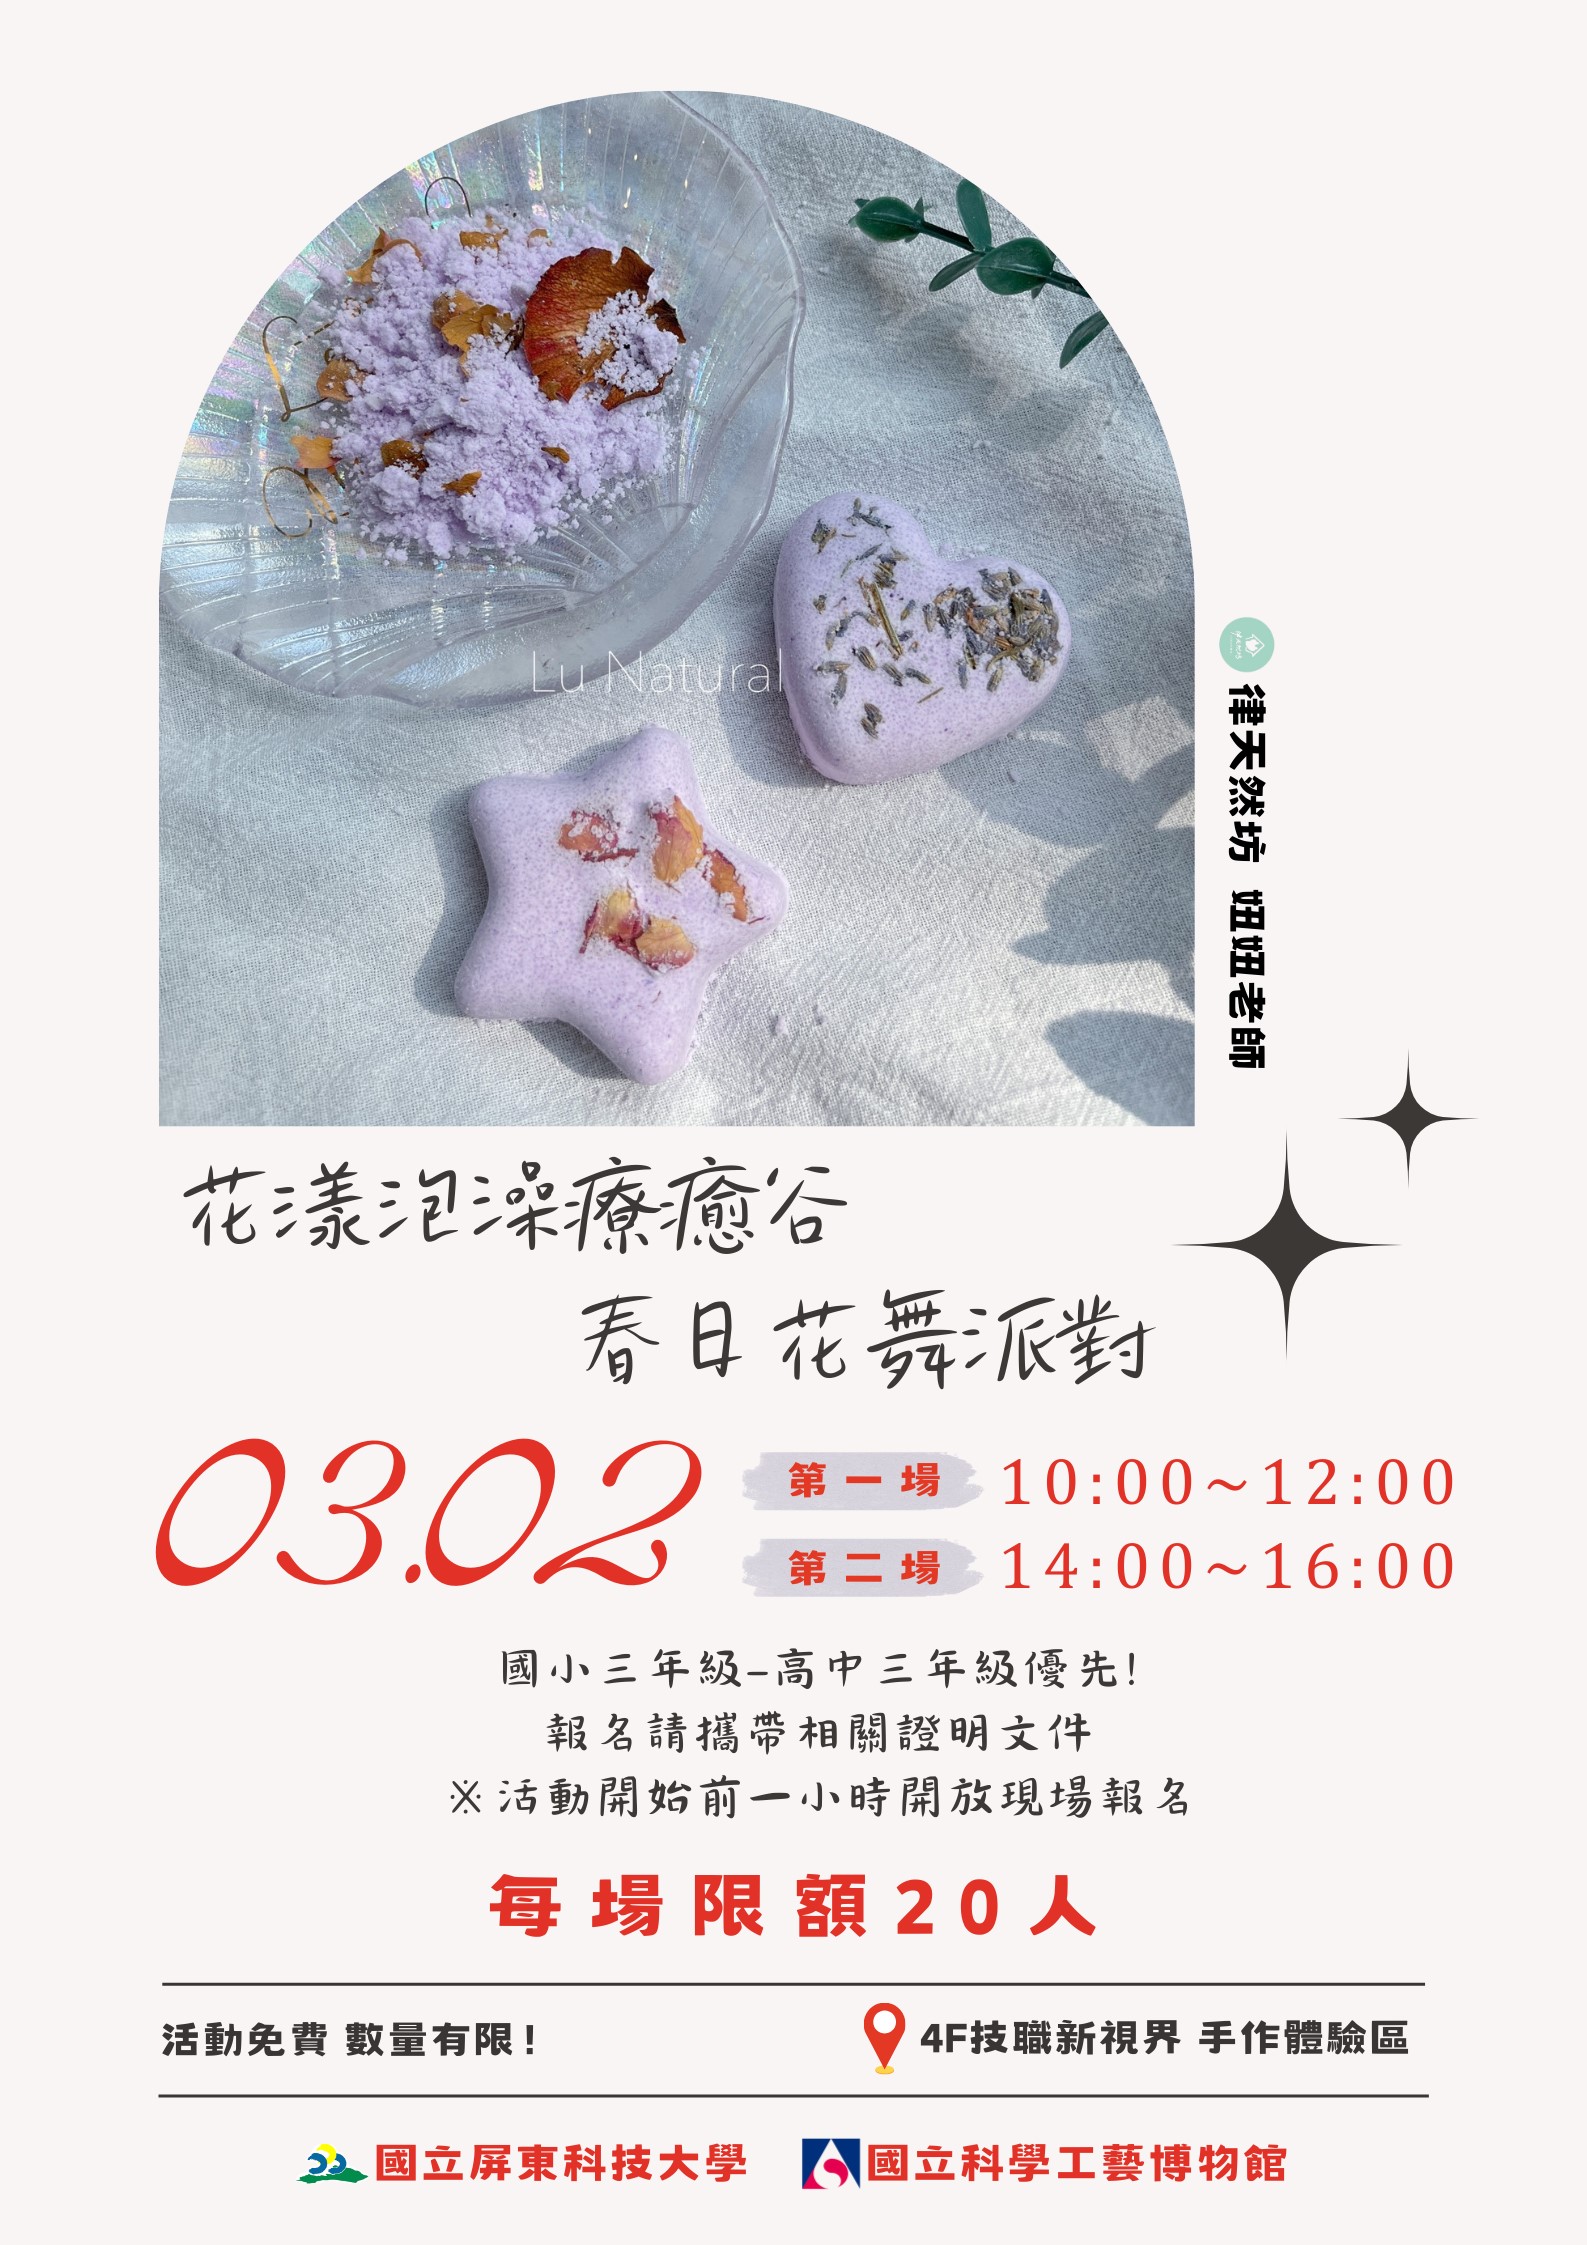 Lu Natural
律天然坊 妞妞老師
花漾泡澡療癒谷
春日花舞派對
03.02
第一場 10:00~12:00
第二場 14:00~16:00
國小三年級-高中三年級優先!
報名請攜帶相關證明文件
※活動開始前一小時開放現場報名
每場限額20人
活動免費 數量有限!
4F技職新視界 手作體驗區
國立屏東科技大學
國立科學工藝博物館